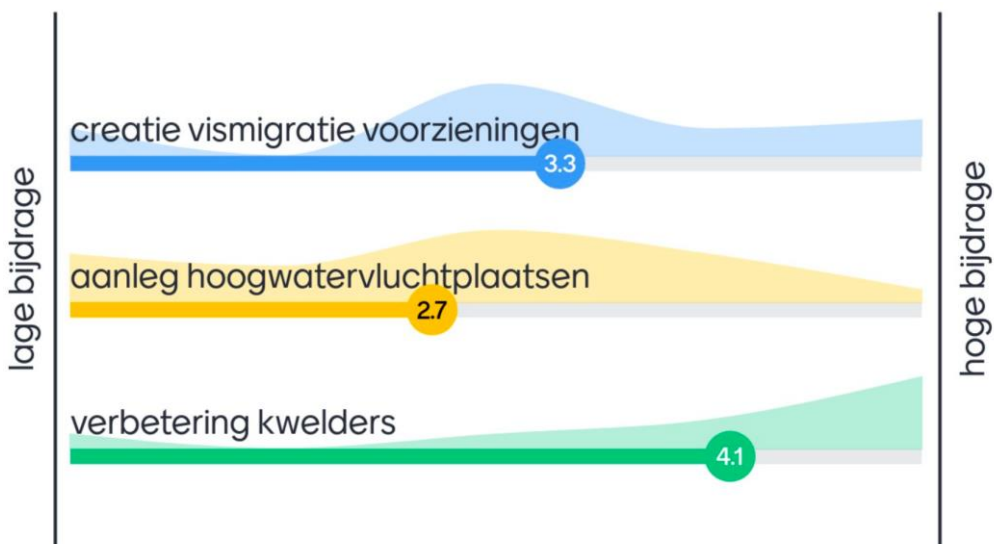 creatie vismigratie voorzieningen
3.3
lage bijdrage
hoge bijdrage
aanleg hoogwatervluchtplaatsen
2.7
verbetering kwelders
4.1